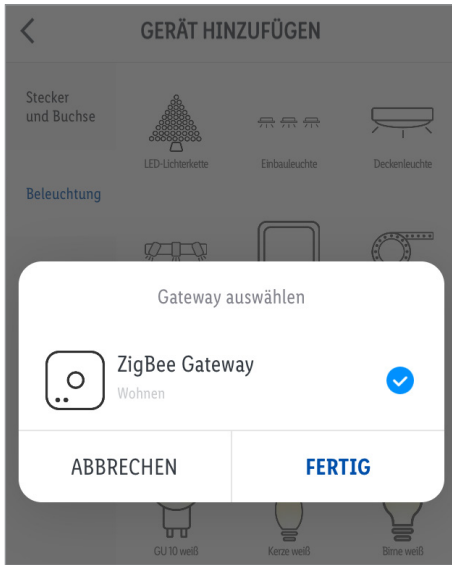 GERÄT HINZUFÜGEN
Stecker
und Buchse
LED-Lichterkette
Einbauleuchte
Deckenleuchte
Beleuchtung
Gateway auswählen
ZigBee Gateway
Wohnen
ABBRECHEN
FERTIG
GU 10 weiß
Kerze weiß
Birne weiß